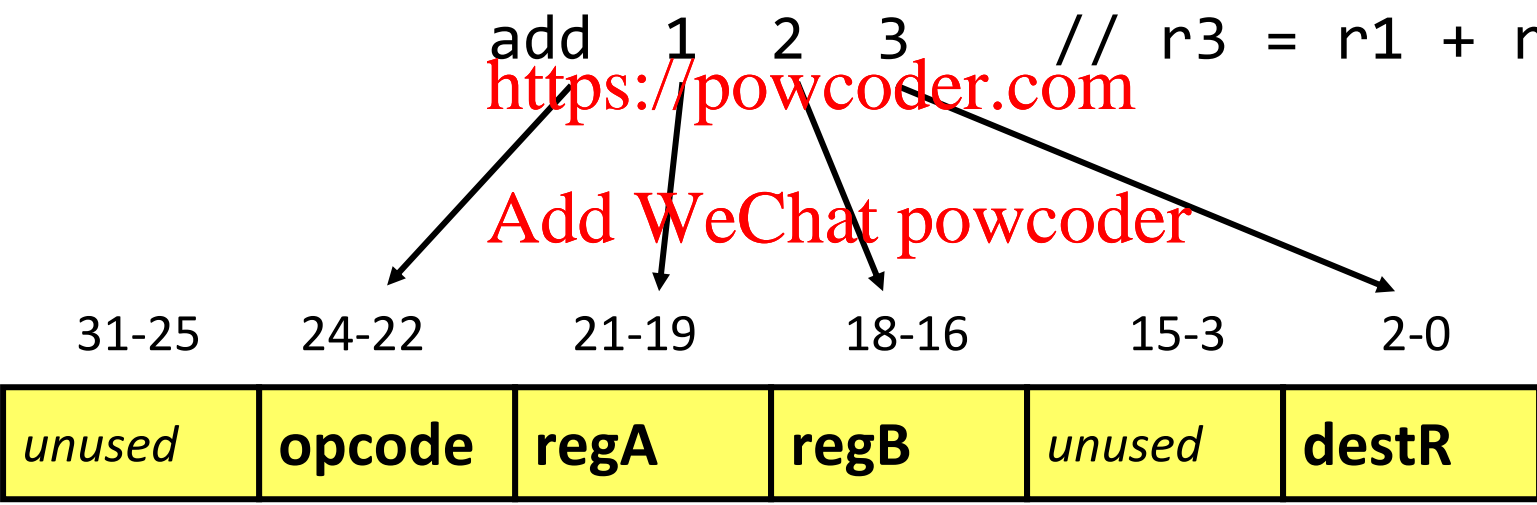 add 1 2 3 // r3 = r1 + r
https://powcoder.com
Add WeChat powcoder
31-25 24-22 21-19 18-16 15-3 2-0
unused opcode regA regB unused destR